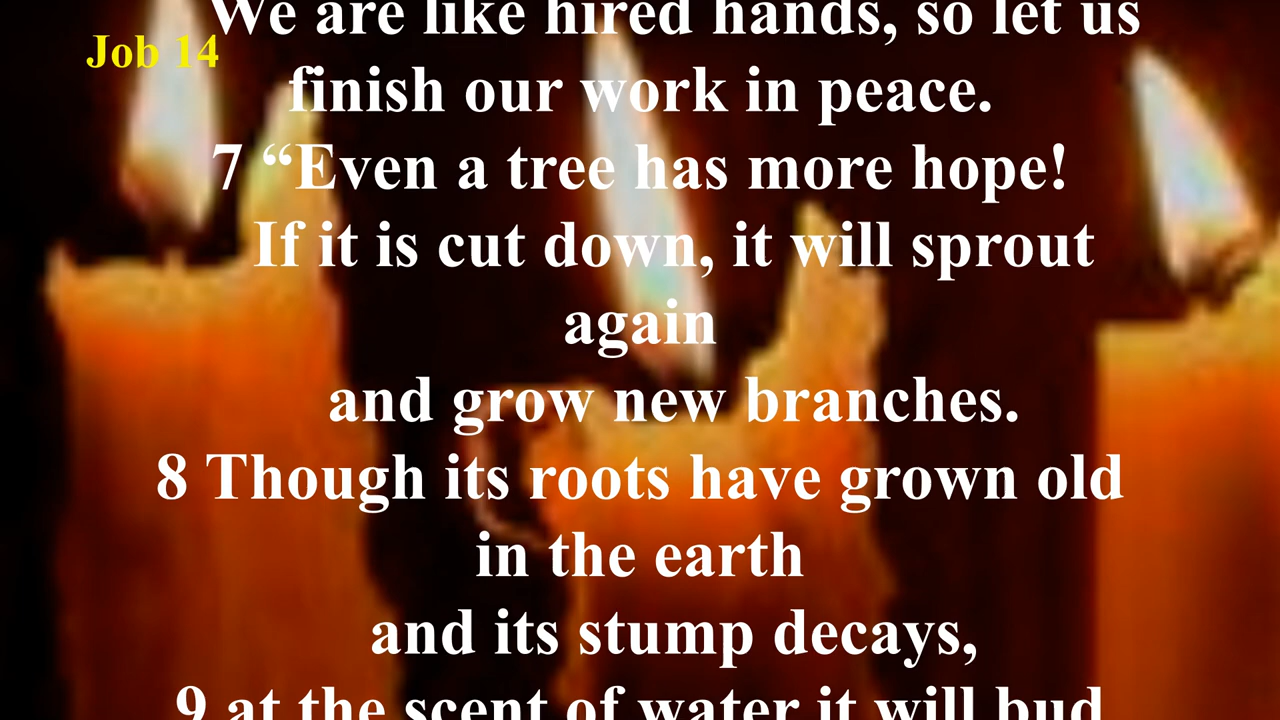 Job 14
We are like hired hands, so let us
finish our work in peace.
7 “Even a tree has more hope!
If it is cut down, it will sprout
again
and grow new branches.
8 Though its roots have grown old
in the earth
and its stump decays,
9 at the scent of water it will bud